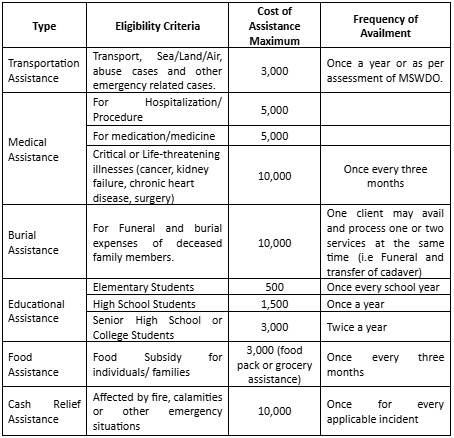 Type
Eligibility Criteria
Cost of
Assistance
Maximum
Frequency of
Availment
Transportation
Assistance
Transport, Sea/Land/Air,
abuse cases and other
emergency related cases.
3,000
Once a year or as per
assessment of MSWDO.
Medical
Assistance
For Hospitalization/
Procedure
5,000
For medication/medicine
5,000
Critical or Life-threatening
illnesses (cancer, kidney
failure, chronic heart
disease, surgery)
10,000
Once every three
months
Burial
Assistance
For Funeral and burial
expenses of deceased
family members.
10,000
One client may avail
and process one or two
services at the same
time (i.e Funeral and
transfer of cadaver)
Educational
Assistance
Elementary Students
500
Once every school year
High School Students
1,500
Once a year
Senior High School or
College Students
3,000
Twice a year
Food
Assistance
Food Subsidy for
individuals/ families
3,000 (food
pack or grocery
assistance)
Once every three
months
Cash Relief
Assistance
Affected by fire, calamities
or other emergency
situations
10,000
Once for every
applicable incident